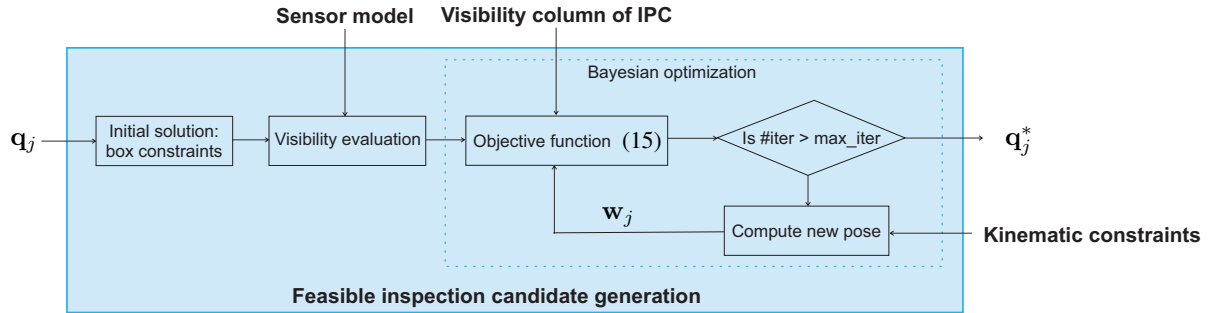 Sensor model
Visibility column of IPC
Bayesian optimization
q_j
Initial solution:
box constraints
Visibility evaluation
Objective function (15)
Is #iter > max_iter
q_j^*
w_j
Compute new pose
Kinematic constraints
Feasible inspection candidate generation